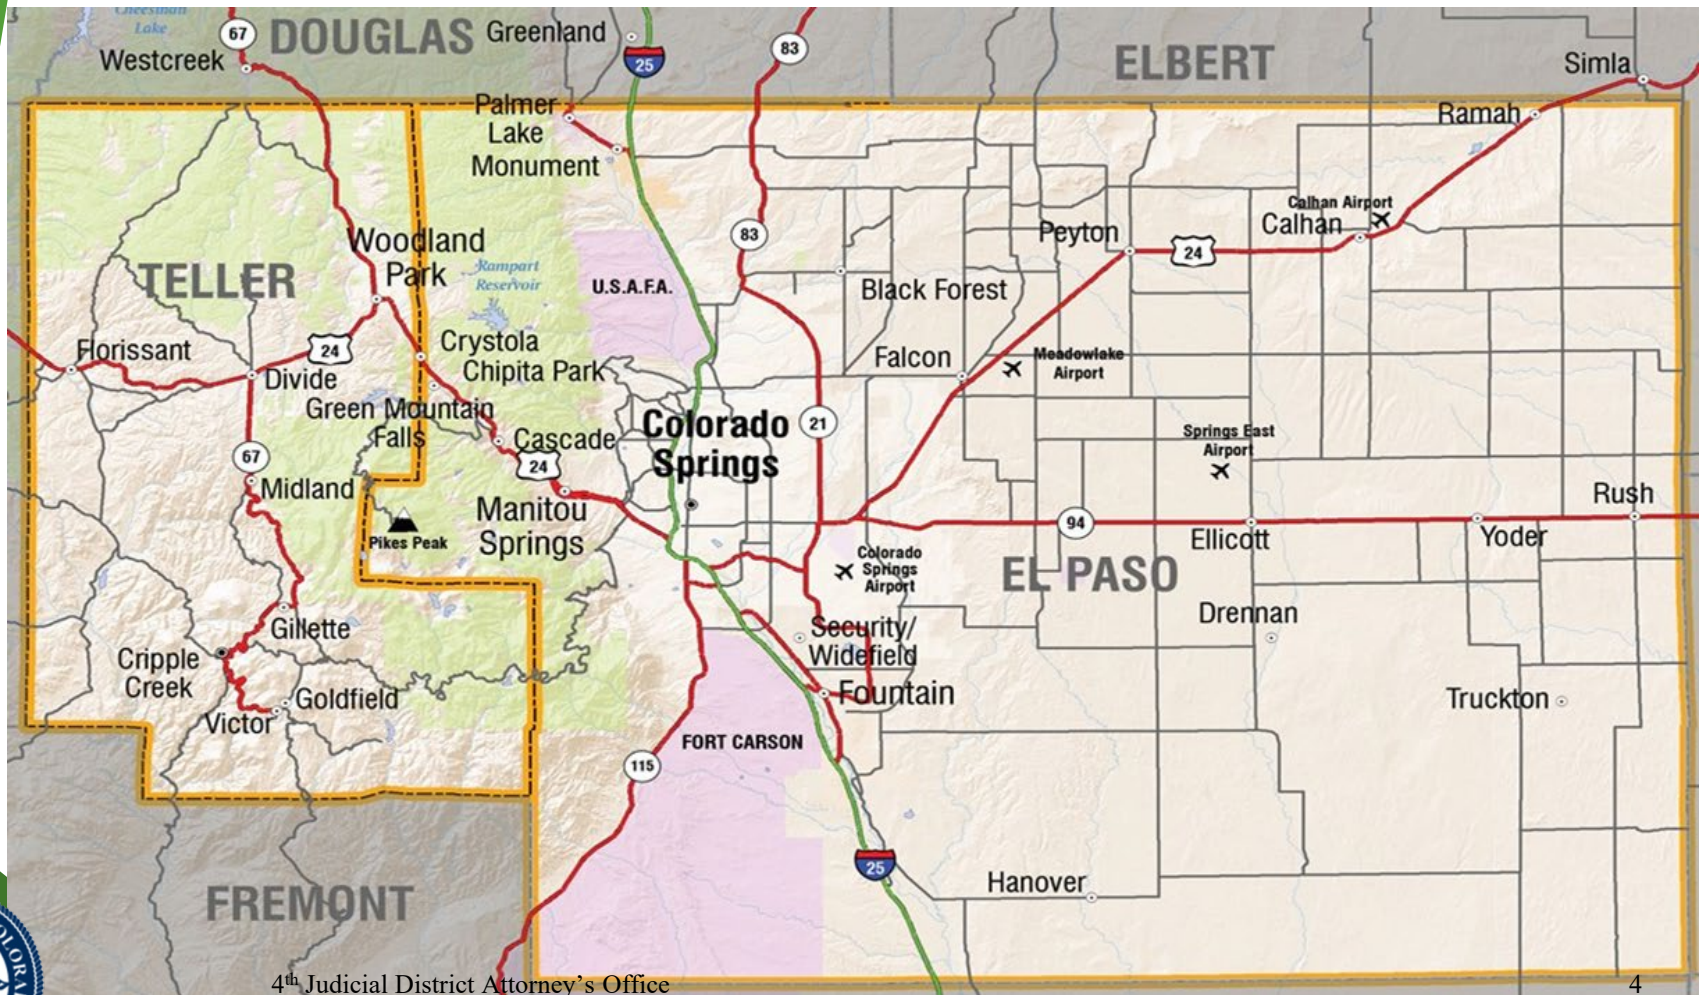 Cheesman
Lake
67
DOUGLAS
Greenland
25
83
ELBERT
Westcreek
Simla
Palmer
Lake
Monument
Ramah
Woodland
Park
TELLER
Rampart
Reservoir
U.S.A.F.A.
83
Black Forest
Peyton
24
Calhan Airport
Calhan
Florissant
24
Divide
Crystola
Chipita Park
Green Mountain
Falls
Cascade
24
Colorado
Springs
21
Falcon
Meadowlake
Airport
Springs East
Airport
67
Midland
Pikes Peak
Manitou
Springs
94
Ellicott
Yoder
Rush
Colorado
Springs
Airport
EL PASO
Drennan
Gillette
Cripple
Creek
Goldfield
Victor
Security/
Widefield
Fountain
Truckton
FORT CARSON
115
25
Hanover
FREMONT
4th Judicial District Attorney's Office
4